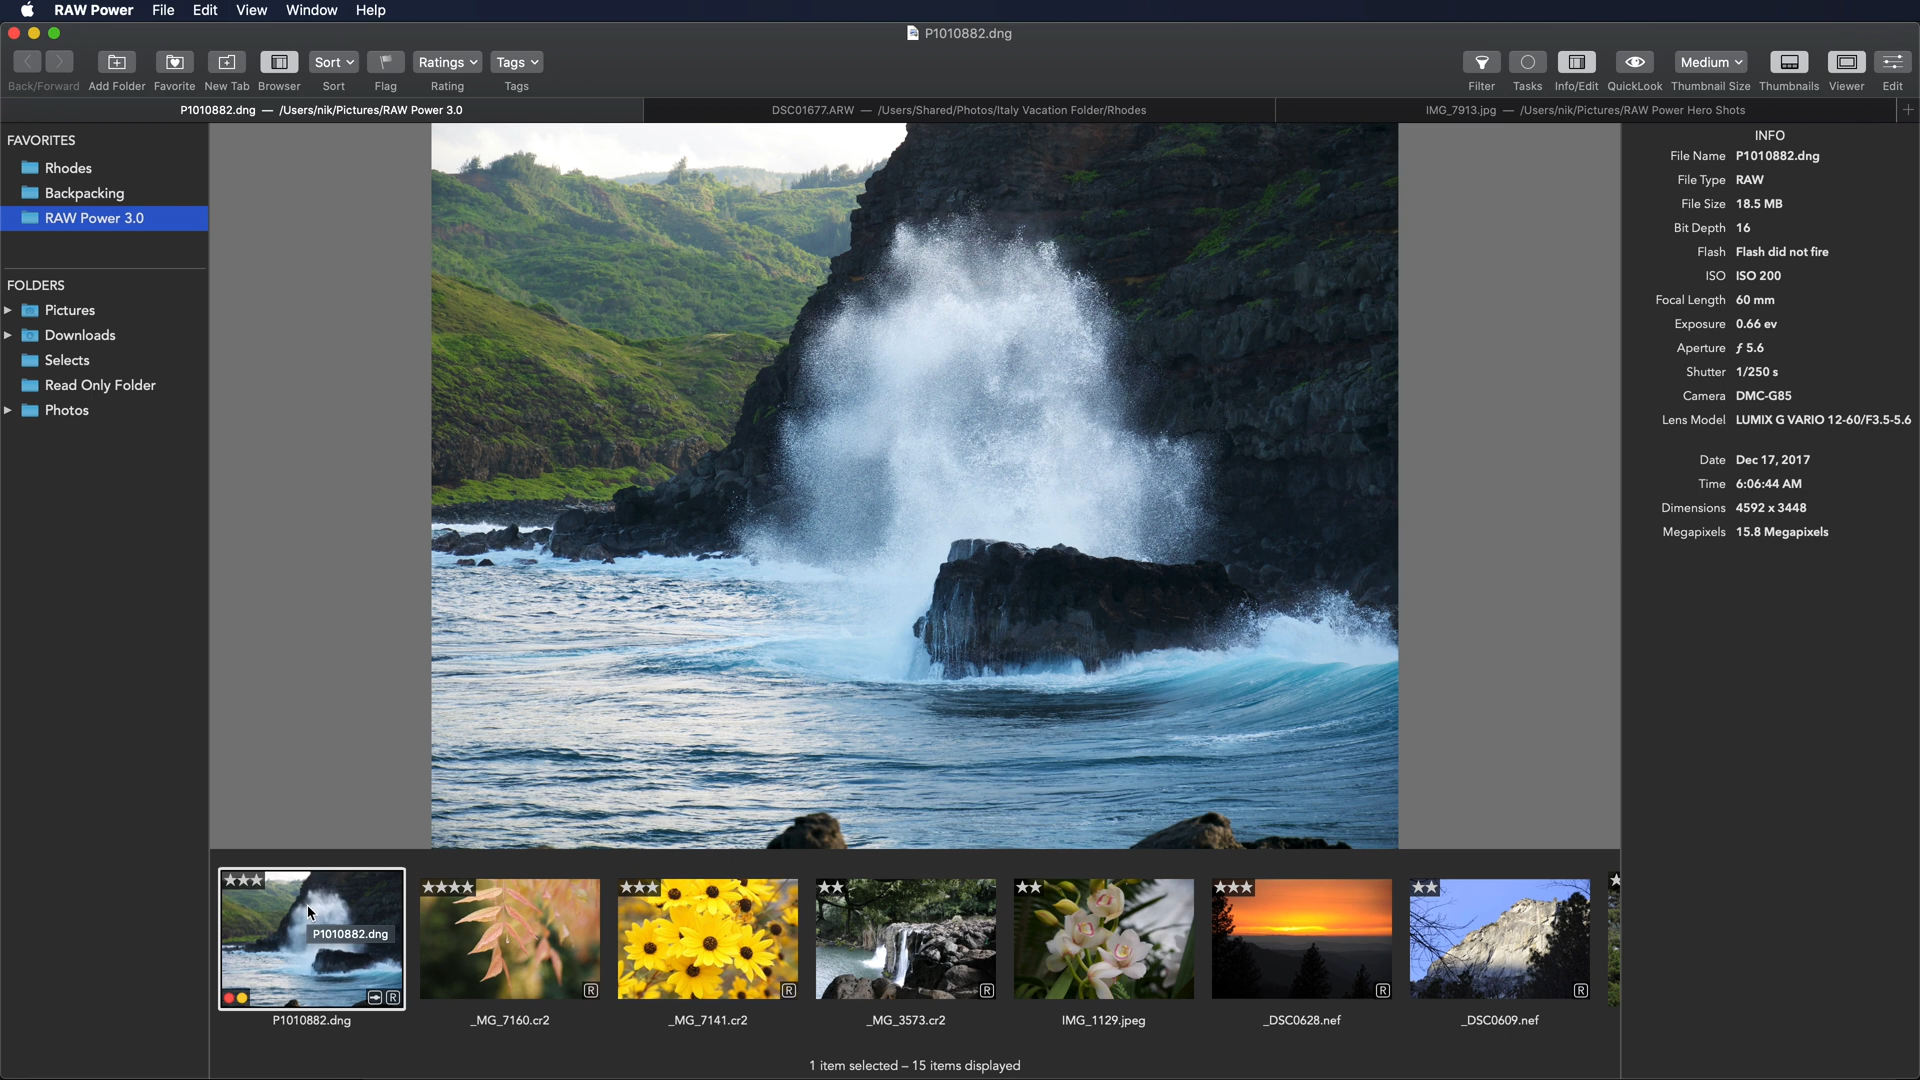 RAW Power File Edit View Window Help
P1010882.dng
Sort Ratings Tags Medium
Back/Forward Add Folder Favorite New Tab Browser Sort Flag Rating Tags Filter Tasks Info/Edit QuickLook Thumbnail Size Thumbnails Viewer Edit
P1010882.dng — /Users/nik/Pictures/RAW Power 3.0 DSC01677.ARW — /Users/Shared/Photos/Italy Vacation Folder/Rhodes IMG_7913.jpg — /Users/nik/Pictures/RAW Power Hero Shots
FAVORITES
Rhodes
Backpacking
RAW Power 3.0
FOLDERS
Pictures
Downloads
Selects
Read Only Folder
Photos
INFO
File Name P1010882.dng
File Type RAW
File Size 18.5 MB
Bit Depth 16
Flash Flash did not fire
ISO ISO 200
Focal Length 60 mm
Exposure 0.66 ev
Aperture ƒ 5.6
Shutter 1/250 s
Camera DMC-G85
Lens Model LUMIX G VARIO 12-60/F3.5-5.6
Date Dec 17, 2017
Time 6:06:44 AM
Dimensions 4592 x 3448
Megapixels 15.8 Megapixels
P1010882.dng
R R R R R R
P1010882.dng _MG_7160.cr2 _MG_7141.cr2 _MG_3573.cr2 IMG_1129.jpeg _DSC0628.nef _DSC0609.nef
1 item selected – 15 items displayed